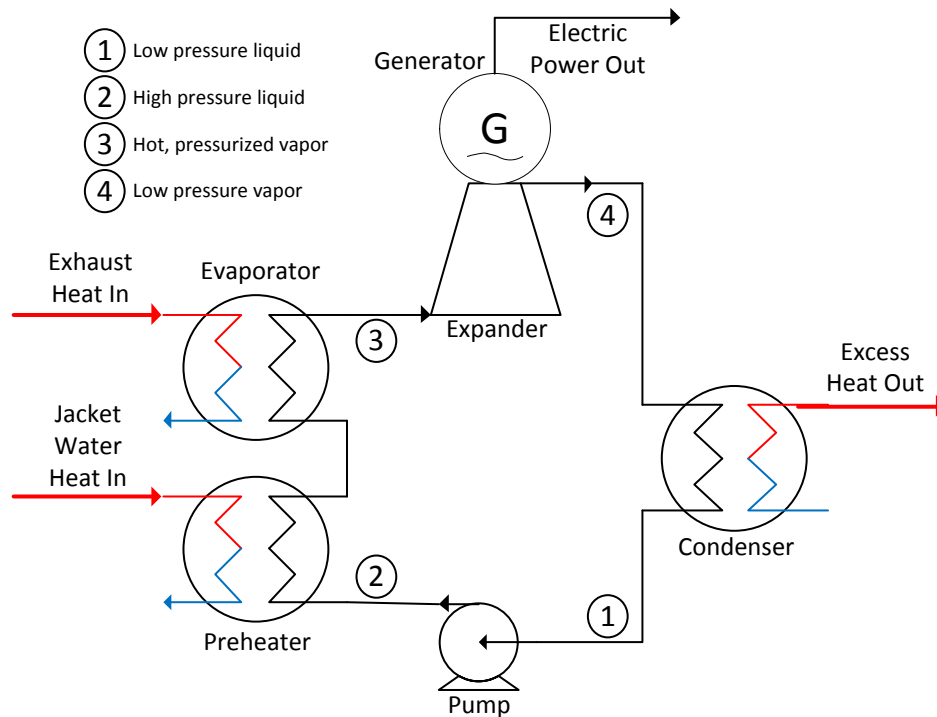 1 Low pressure liquid
2 High pressure liquid
3 Hot, pressurized vapor
4 Low pressure vapor
Generator
Electric
Power Out
G
4
Exhaust
Heat In
Evaporator
3
Expander
Excess
Heat Out
Jacket
Water
Heat In
Condenser
2
1
Preheater
Pump